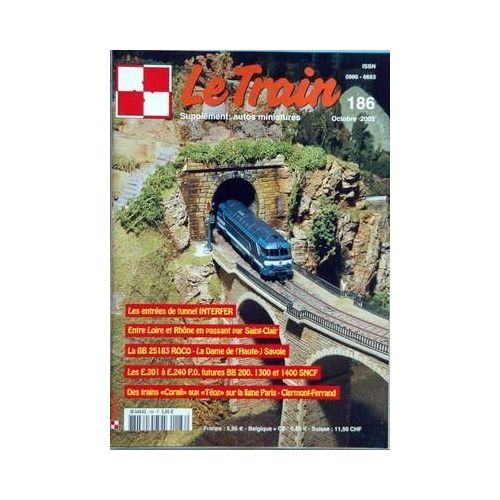 ISSN
0986 - 6663
Le Train
186
Supplément: autos miniatures
Octobre 2003
Les entrées de tunnel INTERFER
Entre Loire et Rhône en passant par Saint-Clair
La BB 25183 ROCO - La Dame de (Haute-) Savoie
Les E.201 à E.240 P.O. futures BB 200, 1300 et 1400 SNCF
Des trains «Corail» aux «Téoz» sur la ligne Paris - Clermont-Ferrand
France : 5,95 € - Belgique
Suisse : 11,50 CHF